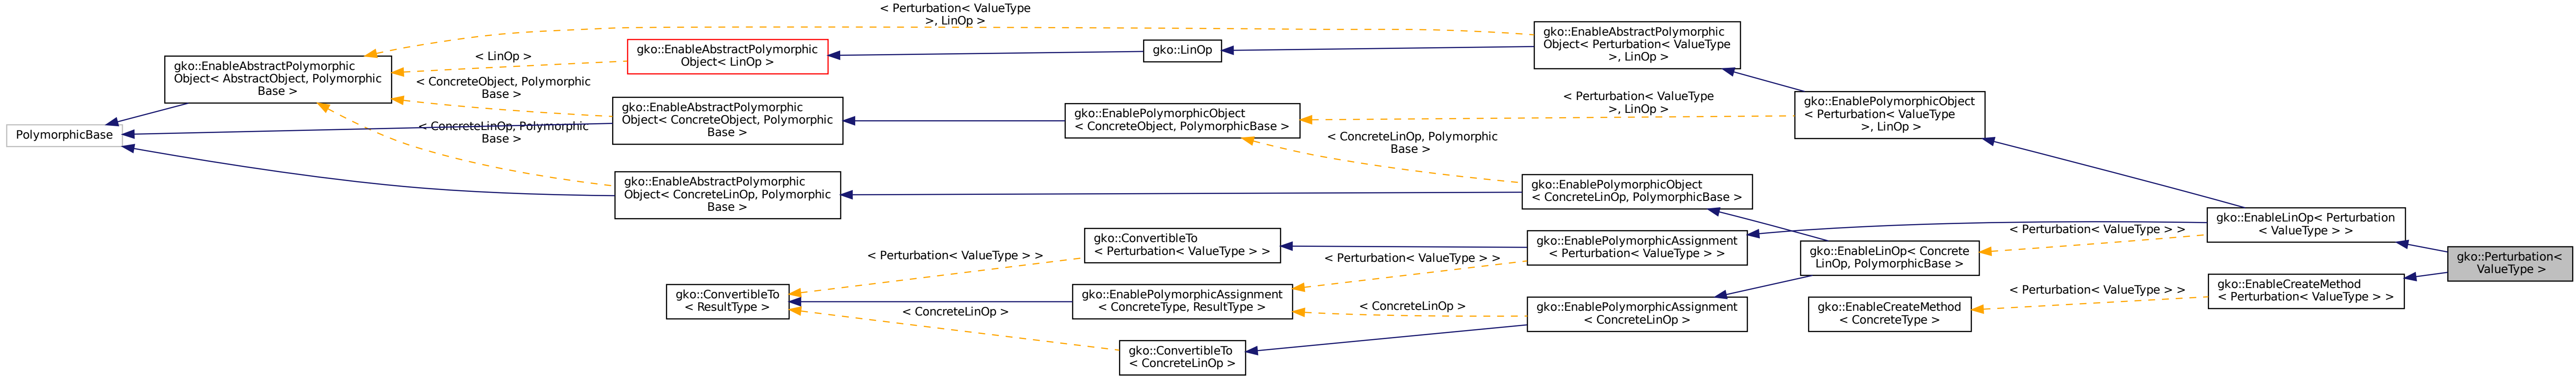 PolymorphicBase
gko::EnableAbstractPolymorphic
Object< AbstractObject, Polymorphic
Base >
< Perturbation< ValueType
>, LinOp >
< LinOp >
< ConcreteObject, Polymorphic
Base >
< ConcreteLinOp, Polymorphic
Base >
gko::EnableAbstractPolymorphic
Object< LinOp >
gko::EnableAbstractPolymorphic
Object< ConcreteObject, Polymorphic
Base >
gko::EnableAbstractPolymorphic
Object< ConcreteLinOp, Polymorphic
Base >
gko::ConvertibleTo
< ResultType >
< Perturbation< ValueType > >
< ConcreteLinOp >
gko::LinOp
gko::EnablePolymorphicObject
< ConcreteObject, PolymorphicBase >
gko::ConvertibleTo
< Perturbation< ValueType > >
gko::EnablePolymorphicAssignment
< ConcreteType, ResultType >
gko::ConvertibleTo
< ConcreteLinOp >
< Perturbation< ValueType
>, LinOp >
< ConcreteLinOp, Polymorphic
Base >
< Perturbation< ValueType > >
< ConcreteLinOp >
gko::EnableAbstractPolymorphic
Object< Perturbation< ValueType
>, LinOp >
gko::EnablePolymorphicObject
< ConcreteLinOp, PolymorphicBase >
gko::EnablePolymorphicAssignment
< Perturbation< ValueType > >
gko::EnablePolymorphicAssignment
< ConcreteLinOp >
gko::EnablePolymorphicObject
< Perturbation< ValueType
>, LinOp >
gko::EnableLinOp< Concrete
LinOp, PolymorphicBase >
gko::EnableCreateMethod
< ConcreteType >
< Perturbation< ValueType > >
< Perturbation< ValueType > >
gko::EnableLinOp< Perturbation
< ValueType > >
gko::EnableCreateMethod
< Perturbation< ValueType > >
gko::Perturbation<
ValueType >